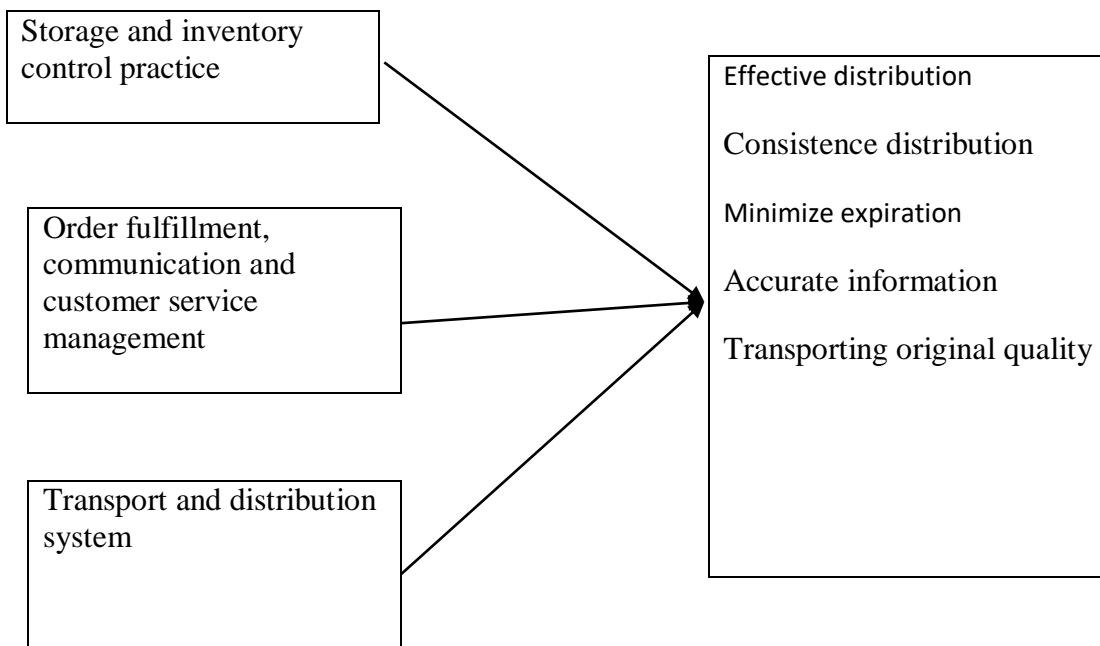 Storage and inventory
control practice
Order fulfillment,
communication and
customer service
management
Transport and distribution
system
Effective distribution
Consistence distribution
Minimize expiration
Accurate information
Transporting original quality